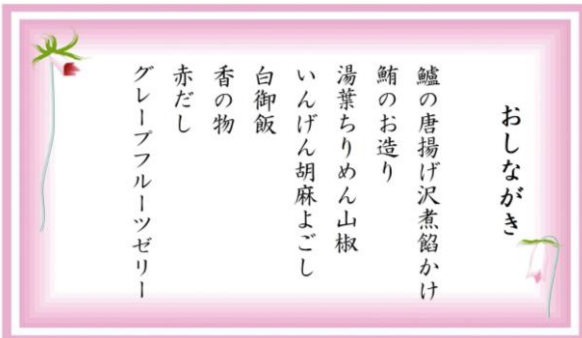 おしながき
鱸の唐揚げ沢煮餡かけ
鮪のお造り
湯葉ちりめん山椒
いんげん胡麻よごし
白御飯
香の物
赤だし
グレープフルーツゼリー